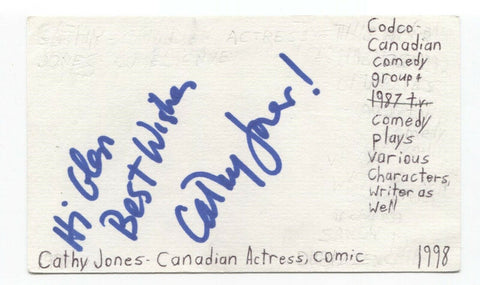 Hi Glen
Best Wishes
Cathy Jones!
Codco-
Canadian
comedy
group +
1987 t.v.
comedy
plays
various
Characters,
writer as
well
Cathy Jones - Canadian Actress, comic
1998